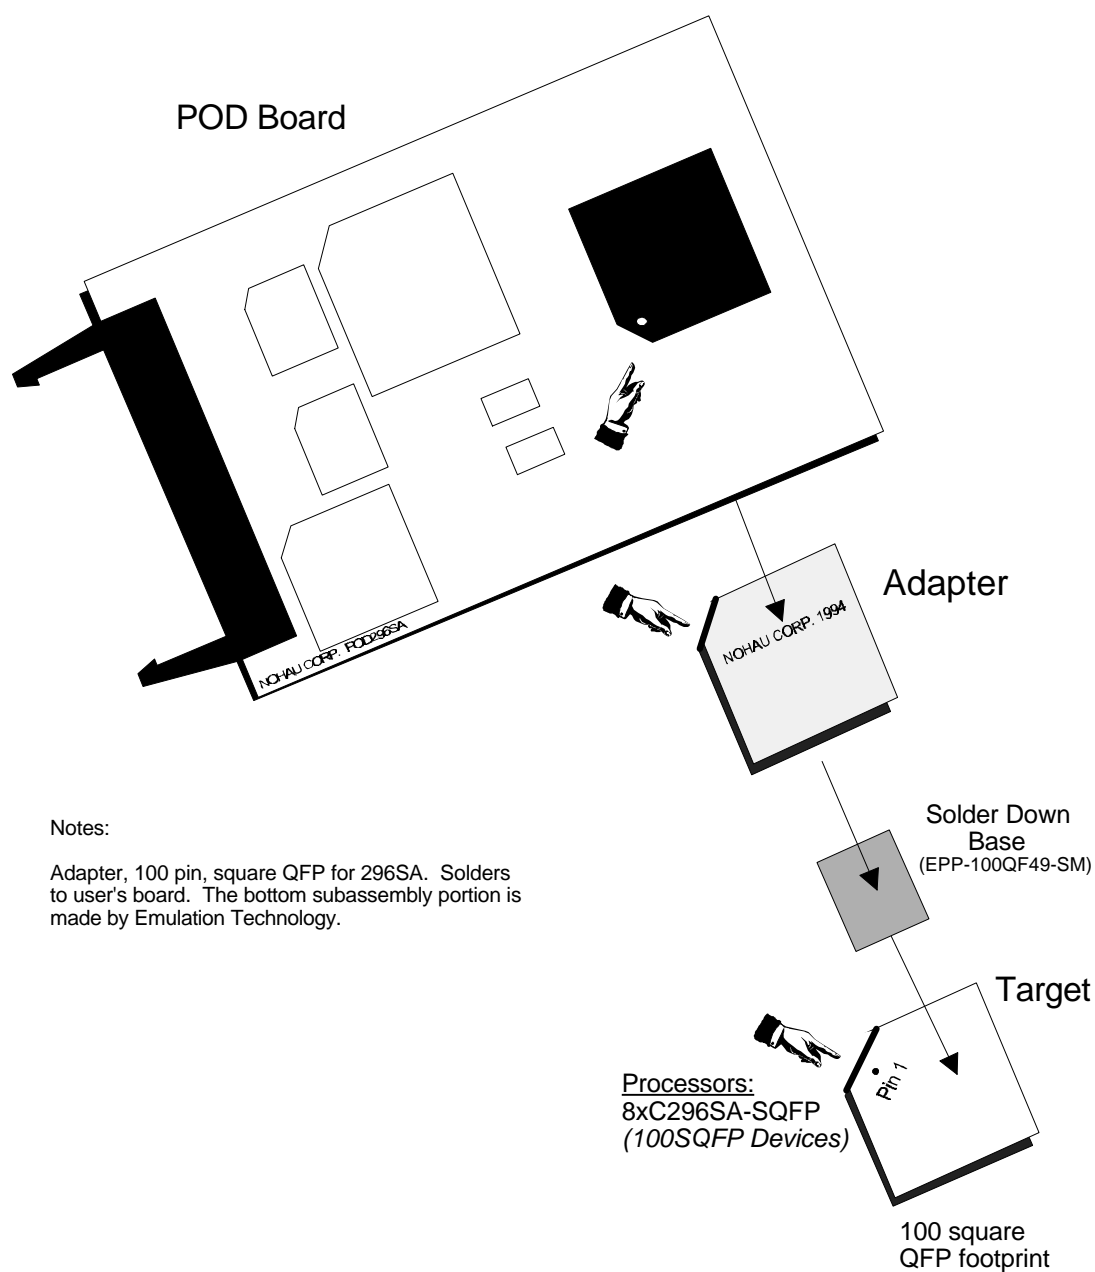 POD Board
NOHAU CORP. POD296SA
Adapter
NOHAU CORP. 1994
Notes:
Adapter, 100 pin, square QFP for 296SA. Solders
to user's board. The bottom subassembly portion is
made by Emulation Technology.
Solder Down
Base
(EPP-100QF49-SM)
Target
Pin 1
Processors:
8xC296SA-SQFP
(100SQFP Devices)
100 square
QFP footprint